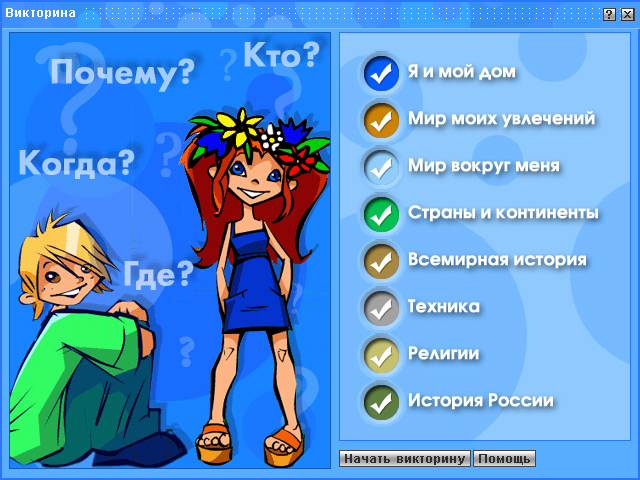 Викторина
Почему?
Кто?
Когда?
Где?
Я и мой дом
Мир моих увлечений
Мир вокруг меня
Страны и континенты
Всемирная история
Техника
Религии
История России
Начать викторину
Помощь